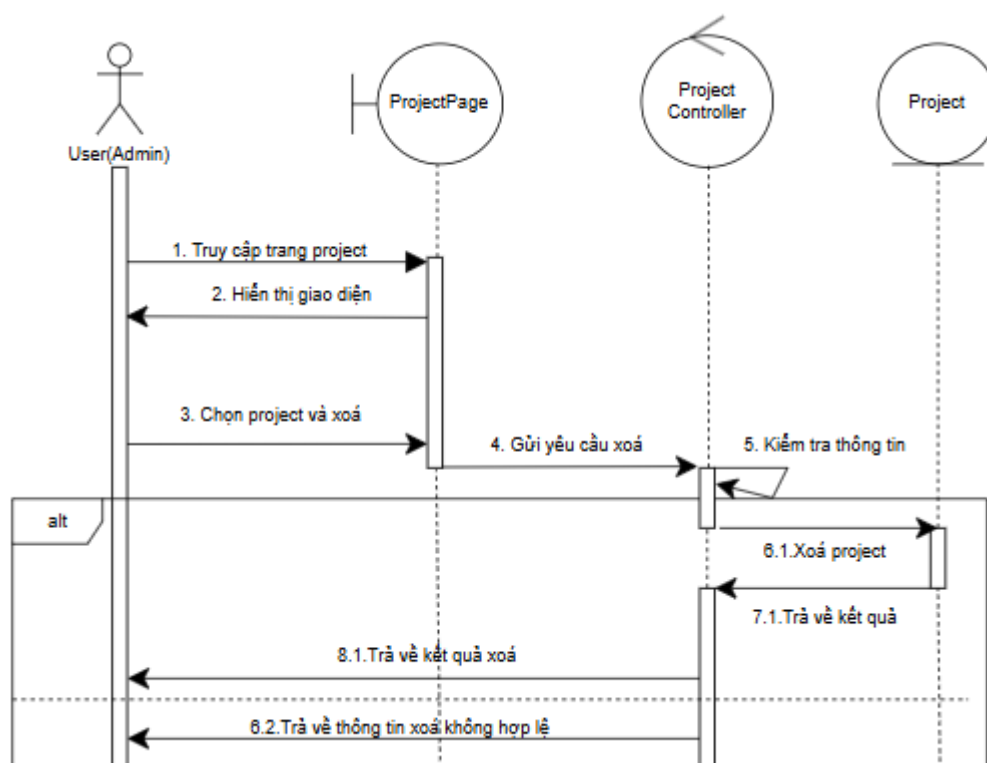 ProjectPage
Project
Controller
Project
User(Admin)
1. Truy cập trang project
2. Hiển thị giao diện
3. Chọn project và xoá
4. Gửi yêu cầu xoá
5. Kiểm tra thông tin
alt
6.1.Xoá project
7.1.Trả về kết quả
8.1.Trả về kết quả xoá
6.2.Trả về thông tin xoá không hợp lệ